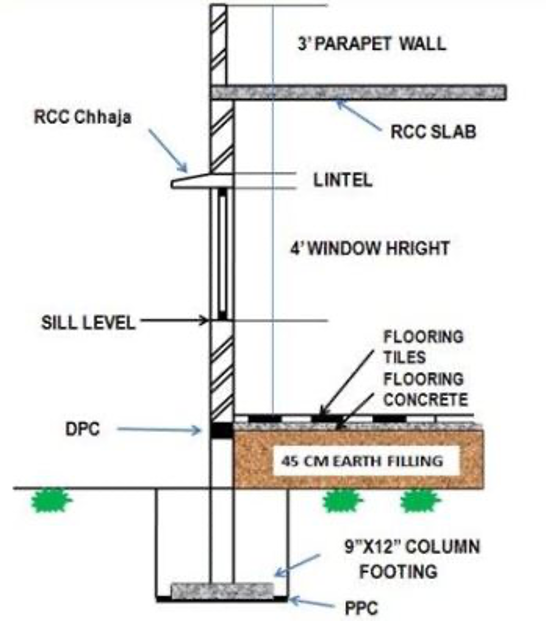 3' PARAPET WALL
RCC Chhaja
RCC SLAB
LINTEL
4' WINDOW HRIGHT
SILL LEVEL
FLOORING
TILES
FLOORING
CONCRETE
DPC
45 CM EARTH FILLING
9"X12" COLUMN
FOOTING
PPC